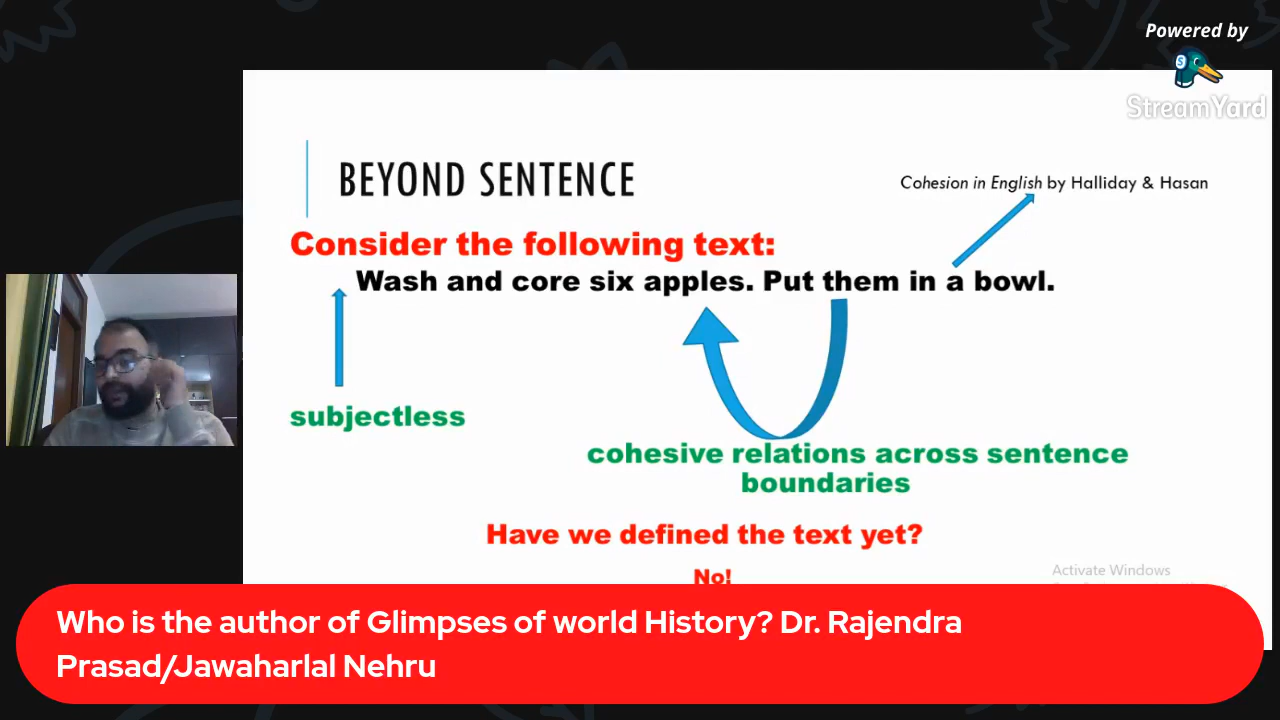 Powered by
StreamYard
BEYOND SENTENCE
Cohesion in English by Halliday & Hasan
Consider the following text:
Wash and core six apples. Put them in a bowl.
subjectless
cohesive relations across sentence
boundaries
Have we defined the text yet?
No!
Activate Windows
Who is the author of Glimpses of world History? Dr. Rajendra
Prasad/Jawaharlal Nehru